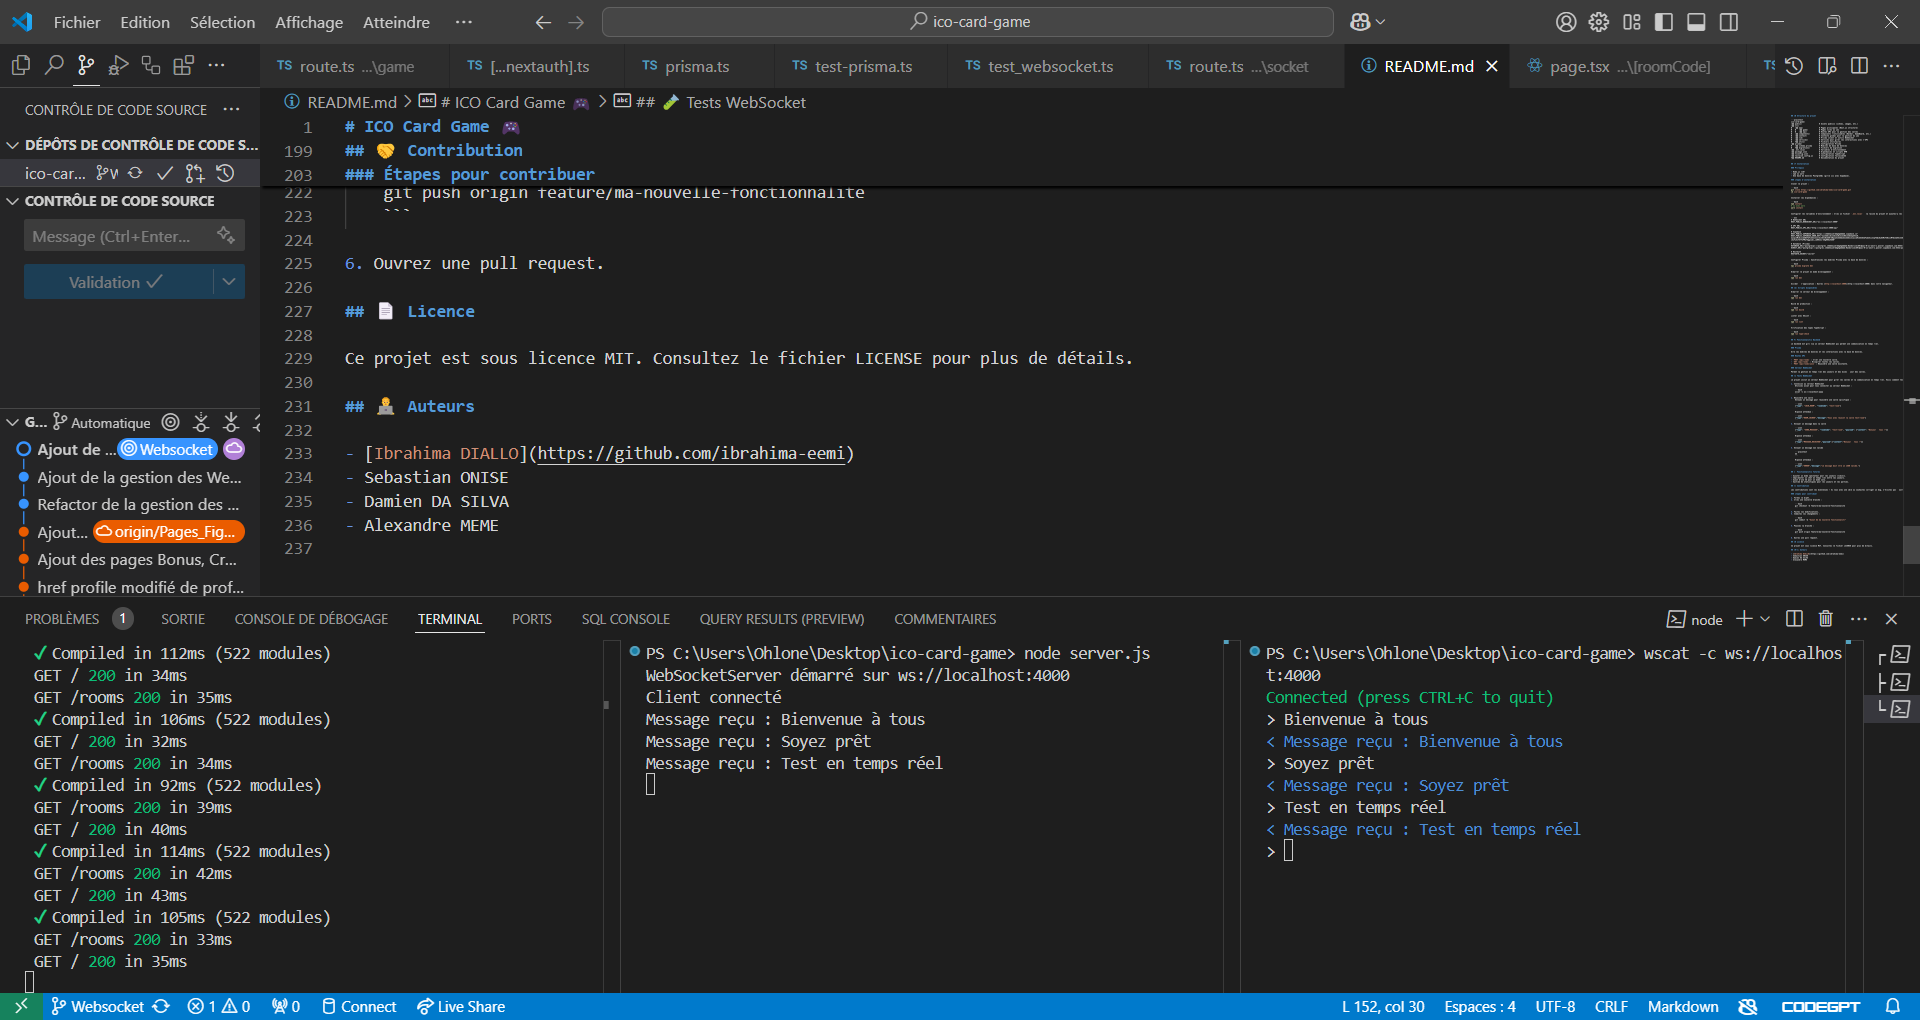 Fichier Edition Sélection Affichage Atteindre ··· ico-card-game
CONTRÔLE DE CODE SOURCE ···
DÉPÔTS DE CONTRÔLE DE CODE S...
ico-car...
CONTRÔLE DE CODE SOURCE
Message (Ctrl+Enter...
Validation
G... Automatique
Ajout de ... Websocket
Ajout de la gestion des We...
Refactor de la gestion des ...
Ajout... origin/Pages_Fig...
Ajout des pages Bonus, Cr...
href profile modifié de prof...
TS route.ts ...\game TS [...nextauth].ts TS prisma.ts TS test-prisma.ts TS test_websocket.ts TS route.ts ...\socket README.md page.tsx ...\[roomCode]
README.md > # ICO Card Game 🎮 > ## 🧪 Tests WebSocket
1 # ICO Card Game 🎮
199 ## 🤝 Contribution
203 ### Étapes pour contribuer
222 git push origin feature/ma-nouvelle-fonctionnalite
223 ```
224
225 6. Ouvrez une pull request.
226
227 ## 📄 Licence
228
229 Ce projet est sous licence MIT. Consultez le fichier LICENSE pour plus de détails.
230
231 ## 🧑‍💻 Auteurs
232
233 - [Ibrahima DIALLO](https://github.com/ibrahima-eemi)
234 - Sebastian ONISE
235 - Damien DA SILVA
236 - Alexandre MEME
237
PROBLÈMES 1 SORTIE CONSOLE DE DÉBOGAGE TERMINAL PORTS SQL CONSOLE QUERY RESULTS (PREVIEW) COMMENTAIRES node
✓ Compiled in 112ms (522 modules)
GET / 200 in 34ms
GET /rooms 200 in 35ms
✓ Compiled in 106ms (522 modules)
GET / 200 in 32ms
GET /rooms 200 in 34ms
✓ Compiled in 92ms (522 modules)
GET /rooms 200 in 39ms
GET / 200 in 40ms
✓ Compiled in 114ms (522 modules)
GET /rooms 200 in 42ms
GET / 200 in 43ms
✓ Compiled in 105ms (522 modules)
GET /rooms 200 in 33ms
GET / 200 in 35ms
PS C:\Users\Ohlone\Desktop\ico-card-game> node server.js
WebSocketServer démarré sur ws://localhost:4000
Client connecté
Message reçu : Bienvenue à tous
Message reçu : Soyez prêt
Message reçu : Test en temps réel
PS C:\Users\Ohlone\Desktop\ico-card-game> wscat -c ws://localhos
t:4000
Connected (press CTRL+C to quit)
> Bienvenue à tous
< Message reçu : Bienvenue à tous
> Soyez prêt
< Message reçu : Soyez prêt
> Test en temps réel
< Message reçu : Test en temps réel
>
Websocket 1 0 0 Connect Live Share L 152, col 30 Espaces : 4 UTF-8 CRLF Markdown CODEGPT